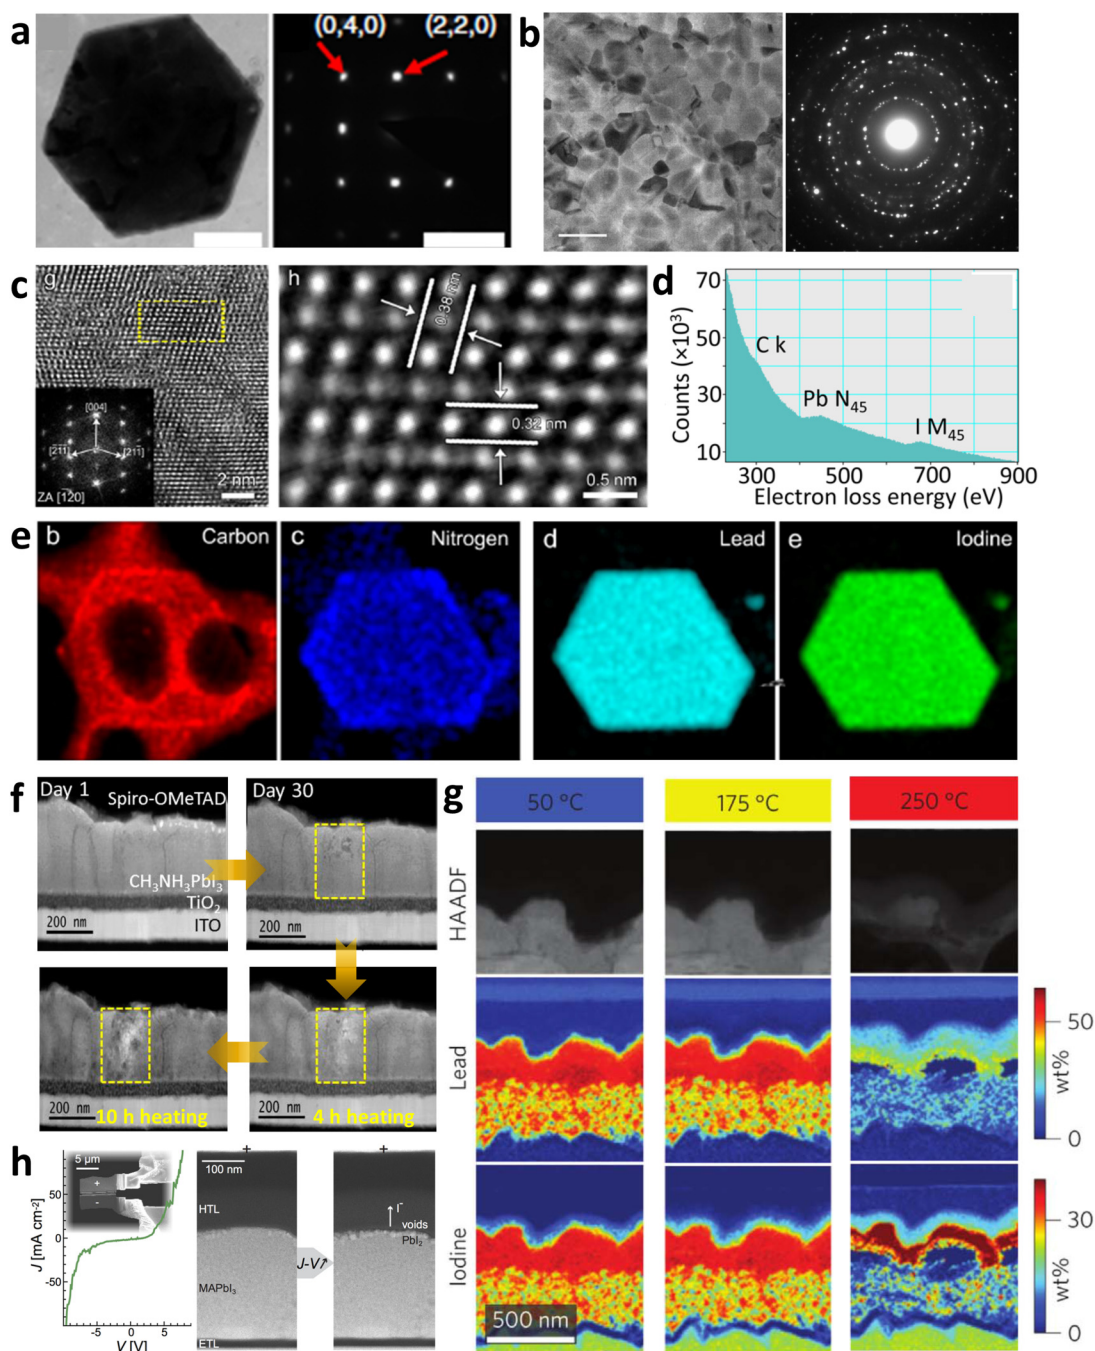 a
(0,4,0)
(2,2,0)
b
c
g
[004]
ZA [1̄20]
2 nm
h
0.38 nm
0.32 nm
0.5 nm
d
Counts (×10³)
70
50
30
10
C k
Pb N₄₅
I M₄₅
300
500
700
900
Electron loss energy (eV)
e
b
Carbon
c
Nitrogen
d
Lead
e
Iodine
f
Day 1
Spiro-OMeTAD
CH₃NH₃PbI₃
TiO₂
ITO
200 nm
Day 30
200 nm
10 h heating
200 nm
4 h heating
200 nm
g
50 °C
175 °C
250 °C
HAADF
Lead
50
0
wt%
Iodine
30
0
wt%
500 nm
h
5 µm
+
-
J [mA cm⁻²]
50
0
-50
-5
0
5
V [V]
+
100 nm
HTL
MAPbI₃
ETL
J-V↗
+
I⁻
voids
PbI₂